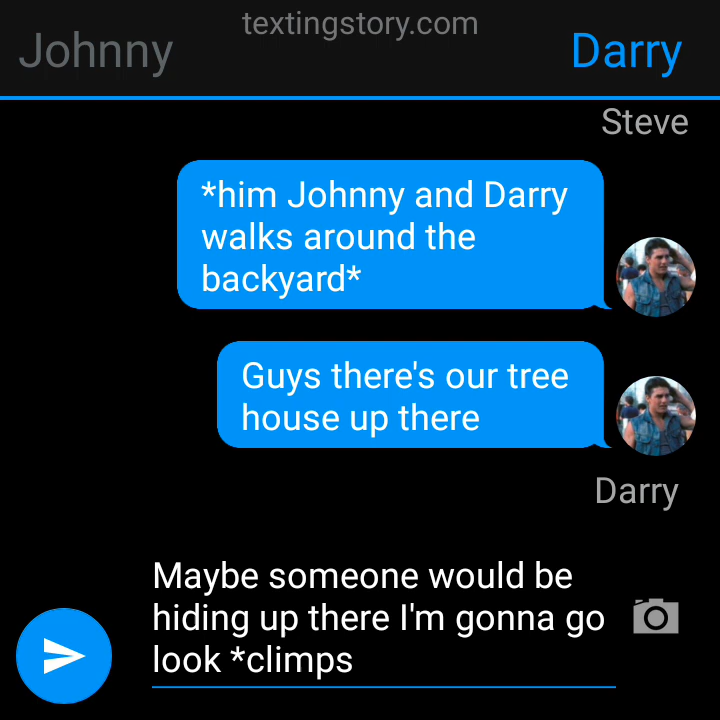 textingstory.com
Johnny
Darry
Steve
*him Johnny and Darry
walks around the
backyard*
Guys there's our tree
house up there
Darry
Maybe someone would be
hiding up there I'm gonna go
look *climps